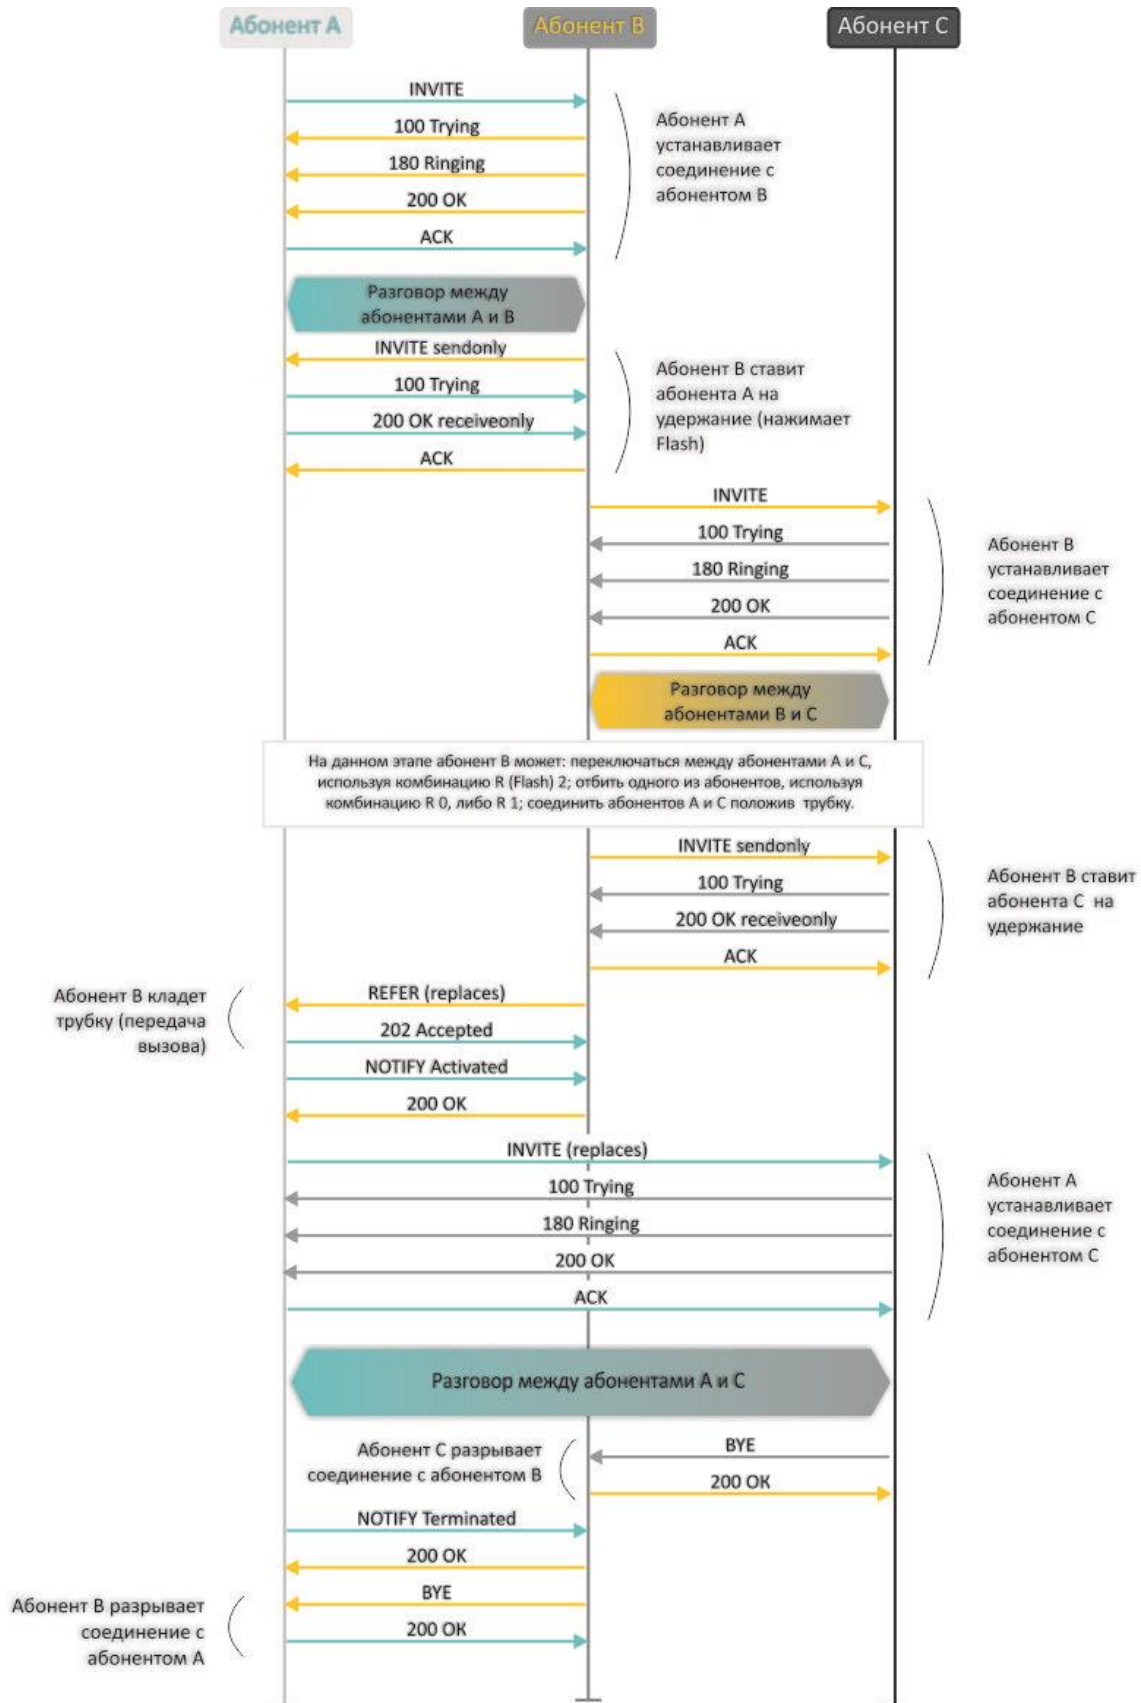 Абонент А
Абонент В
Абонент С
INVITE
100 Trying
180 Ringing
200 OK
ACK
Абонент А
устанавливает
соединение с
абонентом В
Разговор между
абонентами А и В
INVITE sendonly
100 Trying
200 OK receiveonly
ACK
Абонент В ставит
абонента А на
удержание (нажимает
Flash)
INVITE
100 Trying
180 Ringing
200 OK
ACK
Абонент В
устанавливает
соединение с
абонентом С
Разговор между
абонентами В и С
На данном этапе абонент В может: переключаться между абонентами А и С,
используя комбинацию R (Flash) 2; отбить одного из абонентов, используя
комбинацию R 0, либо R 1; соединить абонентов А и С положив трубку.
INVITE sendonly
100 Trying
200 OK receiveonly
ACK
Абонент В ставит
абонента С на
удержание
Абонент В кладет
трубку (передача
вызова)
REFER (replaces)
202 Accepted
NOTIFY Activated
200 OK
INVITE (replaces)
100 Trying
180 Ringing
200 OK
ACK
Абонент А
устанавливает
соединение с
абонентом С
Разговор между абонентами А и С
Абонент С разрывает
соединение с абонентом В
BYE
200 OK
NOTIFY Terminated
200 OK
BYE
200 OK
Абонент В разрывает
соединение с
абонентом А